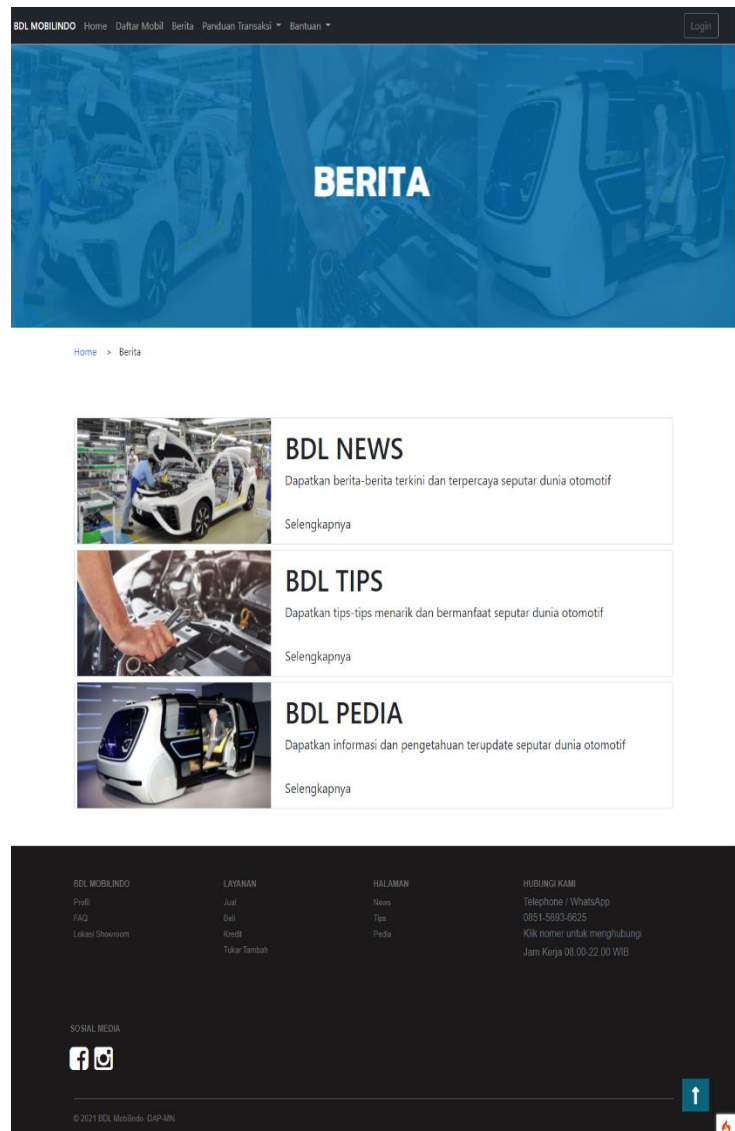 BDL MOBILINDO Home Daftar Mobil Berita Panduan Transaksi Bantuan Login
BERITA
Home > Berita
BDL NEWS
Dapatkan berita-berita terkini dan terpercaya seputar dunia otomotif
Selengkapnya
BDL TIPS
Dapatkan tips-tips menarik dan bermanfaat seputar dunia otomotif
Selengkapnya
BDL PEDIA
Dapatkan informasi dan pengetahuan terupdate seputar dunia otomotif
Selengkapnya
BDL MOBILINDO
Profil
FAQ
Lokasi Showroom
LAYANAN
Jual
Beli
Kredit
Tukar Tambah
HALAMAN
News
Tips
Pedia
HUBUNGI KAMI
Telephone / WhatsApp
0851-5693-6625
Klik nomer untuk menghubungi
Jam Kerja 08.00-22.00 WIB
SOSIAL MEDIA
© 2021 BDL Mobilindo. DAP-MN